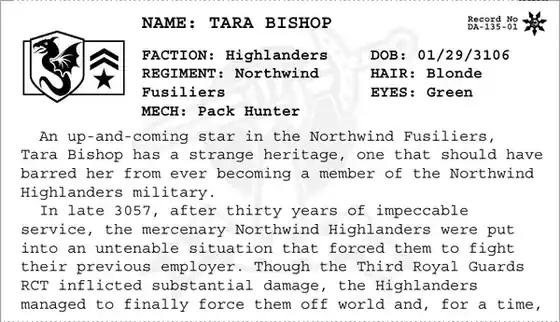 NAME: TARA BISHOP
Record No
DA-135-01
FACTION: Highlanders
DOB: 01/29/3106
REGIMENT: Northwind
HAIR: Blonde
Fusiliers
EYES: Green
MECH: Pack Hunter
An up-and-coming star in the Northwind Fusiliers,
Tara Bishop has a strange heritage, one that should have
barred her from ever becoming a member of the Northwind
Highlanders military.
In late 3057, after thirty years of impeccable
service, the mercenary Northwind Highlanders were put
into an untenable situation that forced them to fight
their previous employer. Though the Third Royal Guards
RCT inflicted substantial damage, the Highlanders
managed to finally force them off world and, for a time,